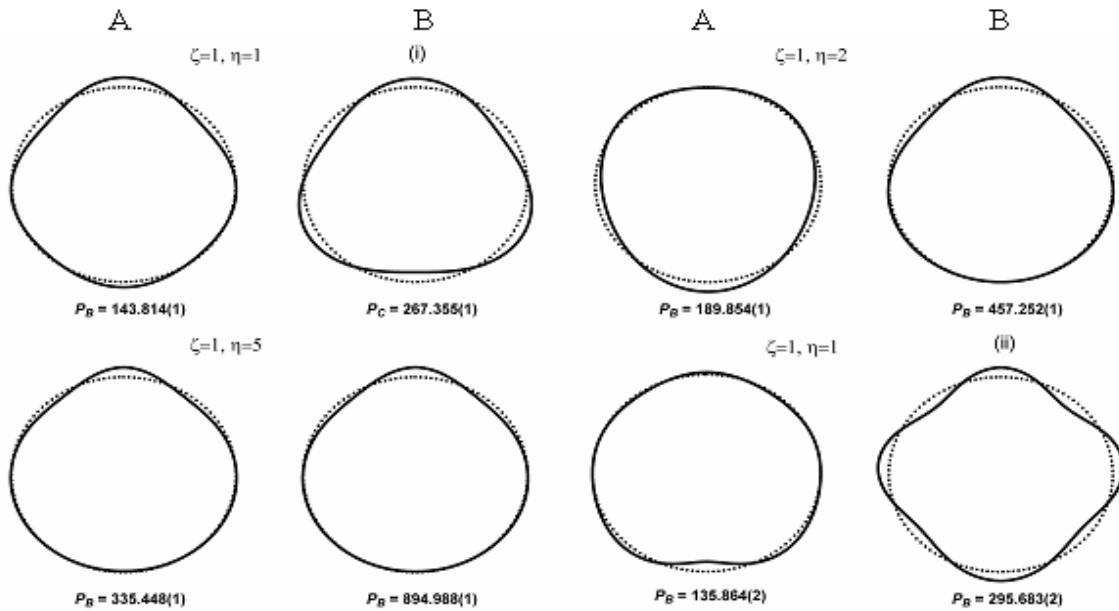 A B A B
ζ=1, η=1 (i) ζ=1, η=2
P_B = 143.814(1) P_C = 267.355(1) P_B = 189.854(1) P_B = 457.252(1)
ζ=1, η=5 ζ=1, η=1 (ii)
P_B = 335.448(1) P_B = 894.988(1) P_B = 135.864(2) P_B = 295.683(2)